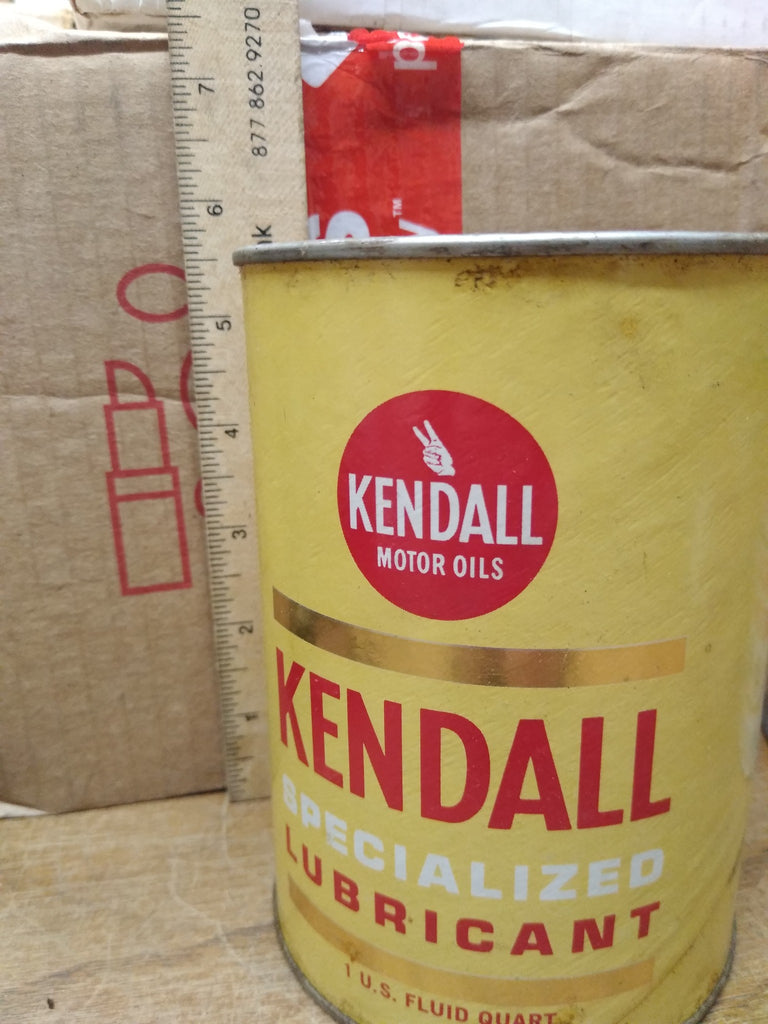 877 862.9270
7
6
5
4
3
2
1
™
KENDALL
MOTOR OILS
KENDALL
SPECIALIZED
LUBRICANT
1 U.S. FLUID QUART